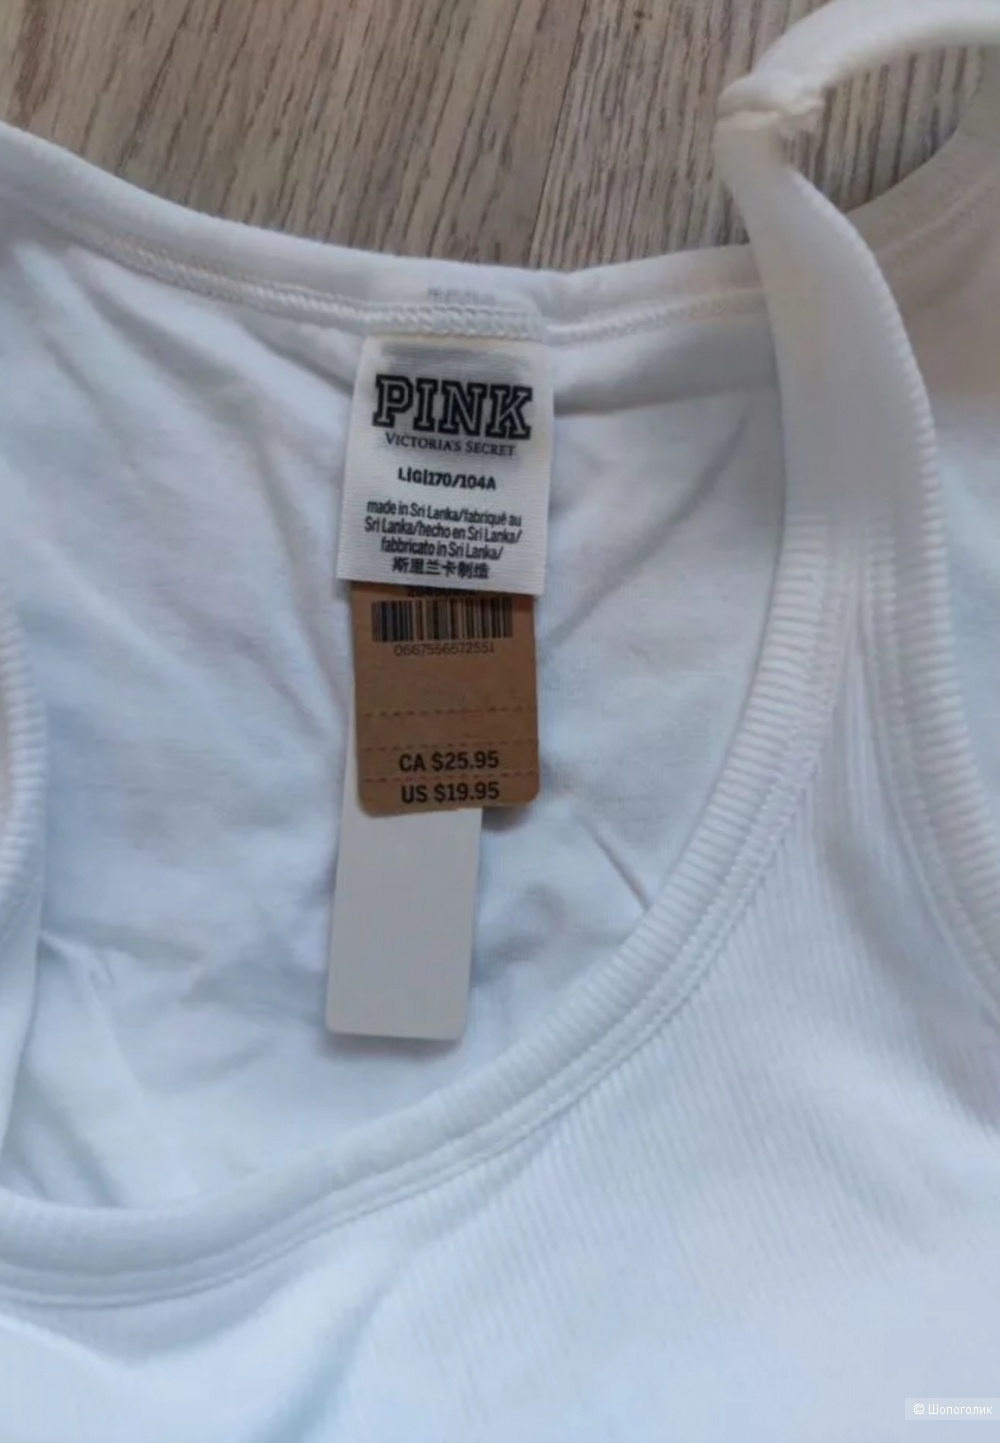 PINK
VICTORIA'S SECRET
L|G|170/104A
made in Sri Lanka/fabriqué au
Sri Lanka/hecho en Sri Lanka/
fabbricato in Sri Lanka/
斯里兰卡制造
0667556572551
CA $25.95
US $19.95
© Шопоголик